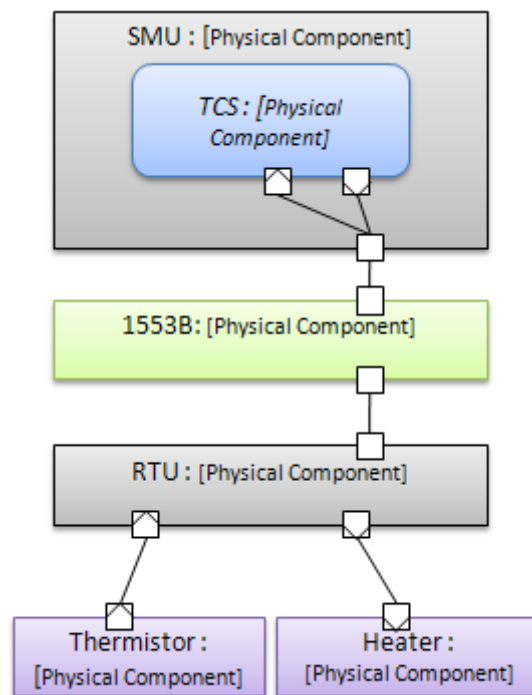 SMU : [Physical Component]
TCS : [Physical
Component]
1553B: [Physical Component]
RTU : [Physical Component]
Thermistor :
[Physical Component]
Heater :
[Physical Component]